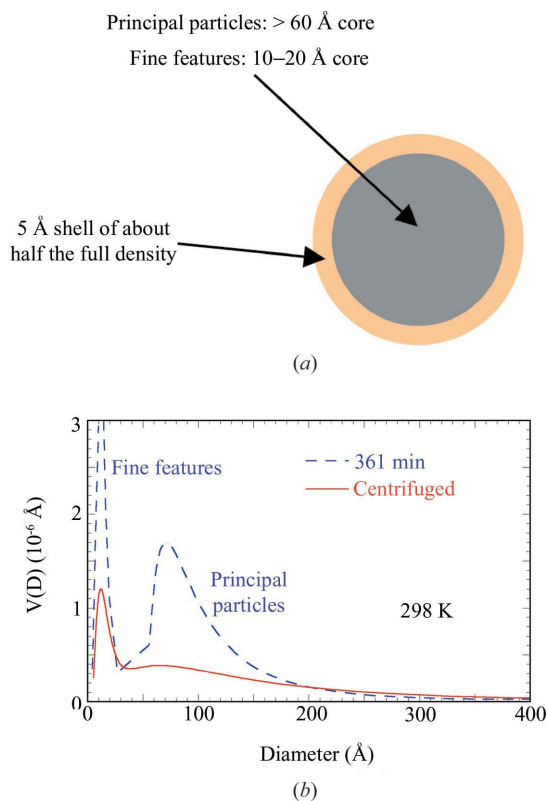 Principal particles: > 60 Å core
Fine features: 10–20 Å core
5 Å shell of about
half the full density
(a)
3
2
1
0
V(D) (10⁻⁶ Å)
Fine features
361 min
Centrifuged
Principal
particles
298 K
0 100 200 300 400
Diameter (Å)
(b)